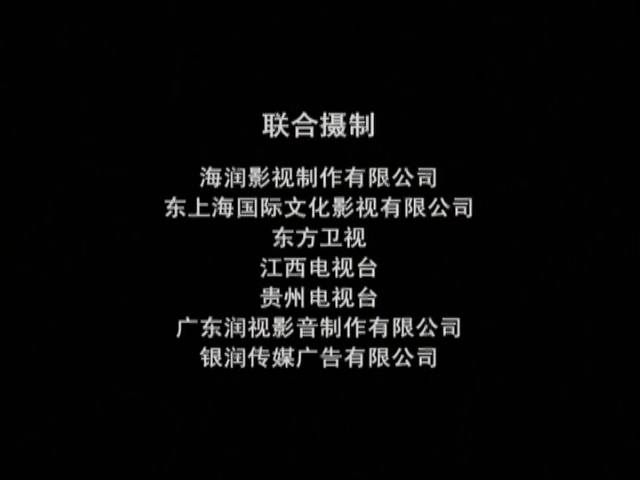 联合摄制
海润影视制作有限公司
东上海国际文化影视有限公司
东方卫视
江西电视台
贵州电视台
广东润视影音制作有限公司
银润传媒广告有限公司